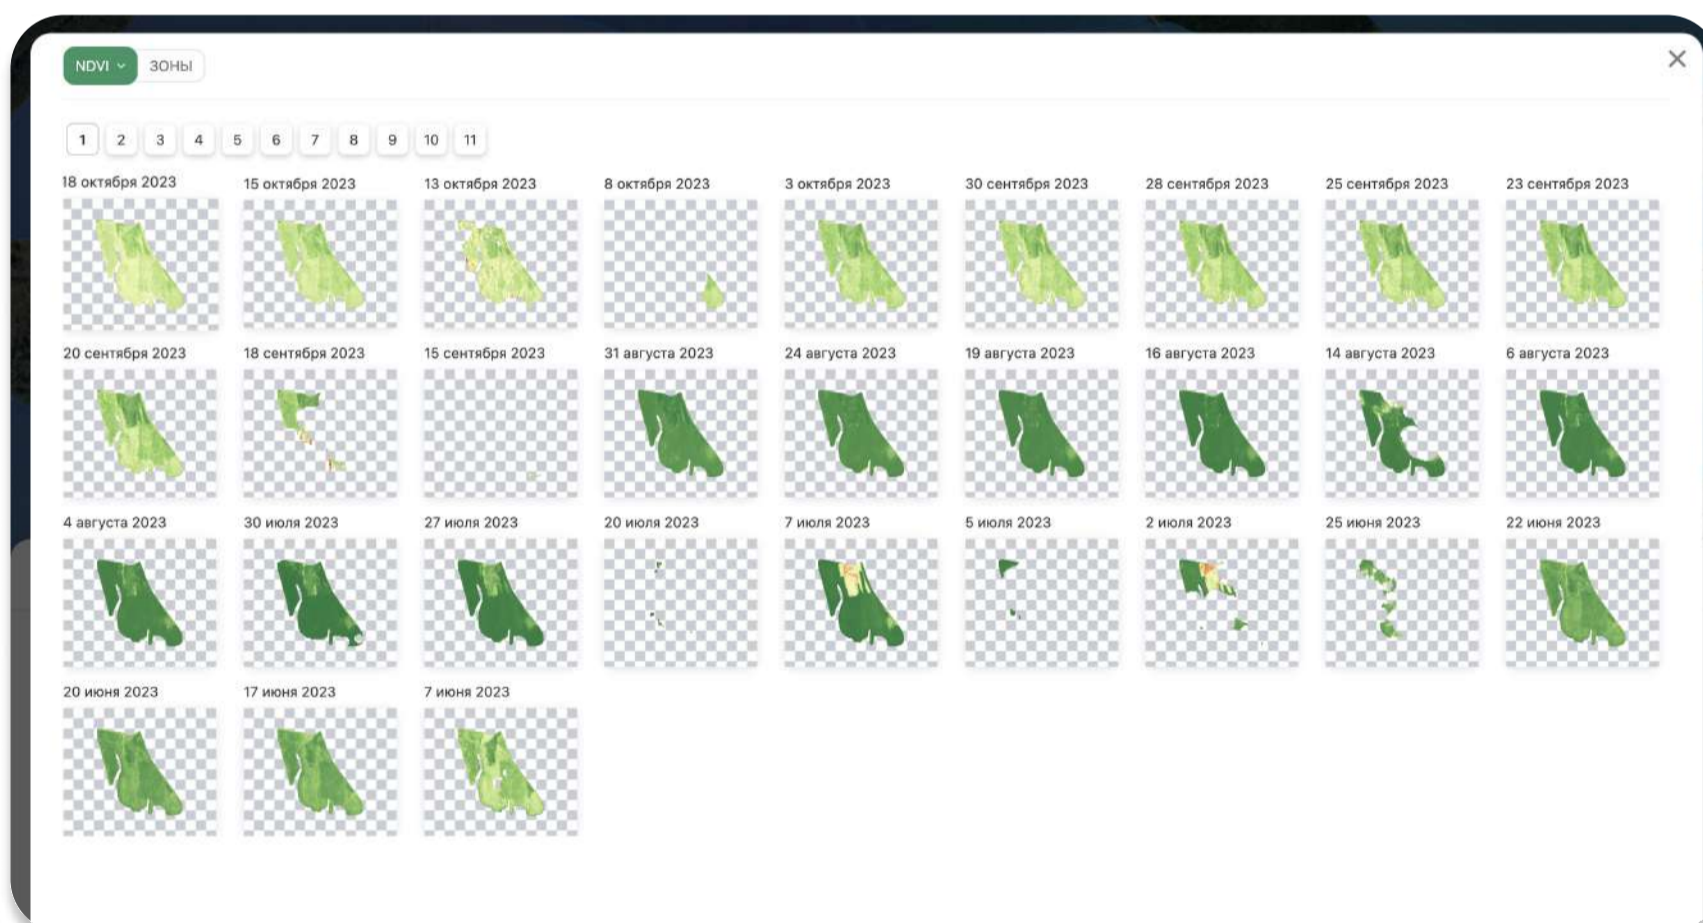 NDVI ЗОНЫ
1 2 3 4 5 6 7 8 9 10 11
18 октября 2023 15 октября 2023 13 октября 2023 8 октября 2023 3 октября 2023 30 сентября 2023 28 сентября 2023 25 сентября 2023 23 сентября 2023
20 сентября 2023 18 сентября 2023 15 сентября 2023 31 августа 2023 24 августа 2023 19 августа 2023 16 августа 2023 14 августа 2023 6 августа 2023
4 августа 2023 30 июля 2023 27 июля 2023 20 июля 2023 7 июля 2023 5 июля 2023 2 июля 2023 25 июня 2023 22 июня 2023
20 июня 2023 17 июня 2023 7 июня 2023